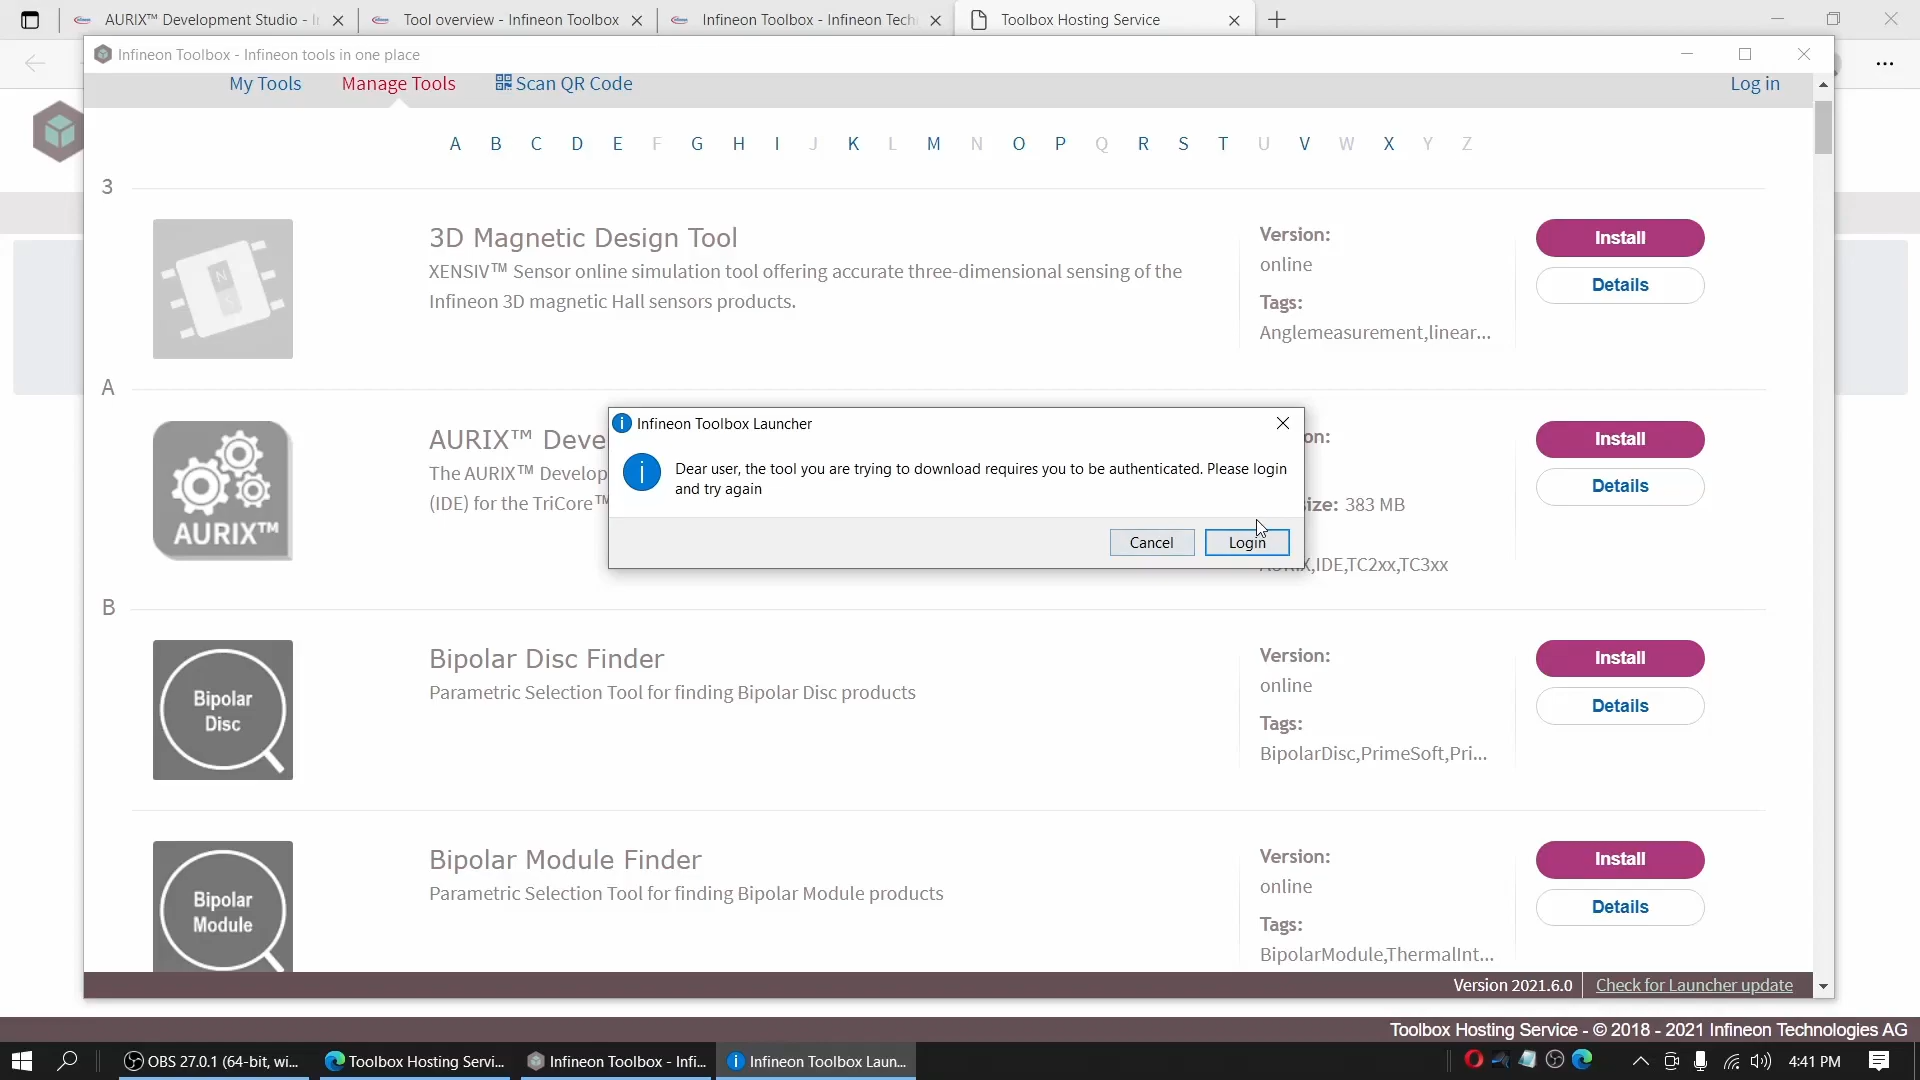 AURIX™ Development Studio - I
Tool overview - Infineon Toolbox
Infineon Toolbox - Infineon Tech
Toolbox Hosting Service
Infineon Toolbox - Infineon tools in one place
My Tools
Manage Tools
Scan QR Code
Log in
A B C D E F G H I J K L M N O P Q R S T U V W X Y Z
3
3D Magnetic Design Tool
XENSIV™ Sensor online simulation tool offering accurate three-dimensional sensing of the
Infineon 3D magnetic Hall sensors products.
Version:
online
Tags:
Anglemeasurement,linear...
Install
Details
N
S
A
AURIX™
AURIX™ Deve
The AURIX™ Develop
(IDE) for the TriCore™
on:
size: 383 MB
AURIX,IDE,TC2xx,TC3xx
Install
Details
Infineon Toolbox Launcher
Dear user, the tool you are trying to download requires you to be authenticated. Please login
and try again
Cancel
Login
B
Bipolar
Disc
Bipolar Disc Finder
Parametric Selection Tool for finding Bipolar Disc products
Version:
online
Tags:
BipolarDisc,PrimeSoft,Pri...
Install
Details
Bipolar
Module
Bipolar Module Finder
Parametric Selection Tool for finding Bipolar Module products
Version:
online
Tags:
BipolarModule,ThermalInt...
Install
Details
Version 2021.6.0
Check for Launcher update
Toolbox Hosting Service - © 2018 - 2021 Infineon Technologies AG
OBS 27.0.1 (64-bit, wi...
Toolbox Hosting Servi...
Infineon Toolbox - Infi...
Infineon Toolbox Laun...
4:41 PM